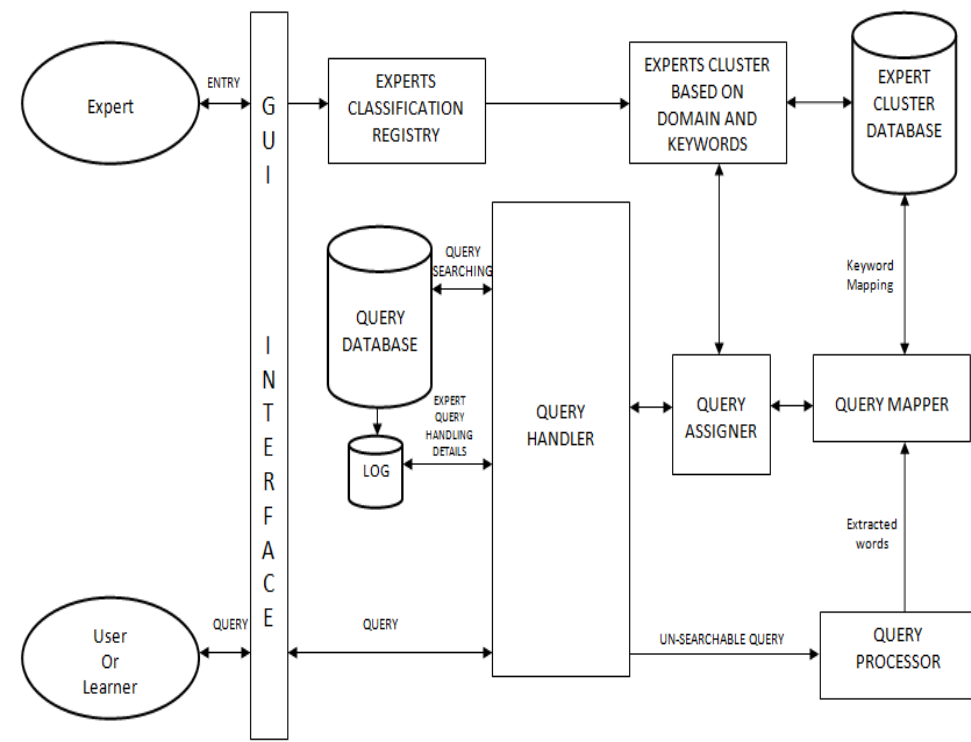 Expert
ENTRY
G
U
I
I
N
T
E
R
F
A
C
E
EXPERTS
CLASSIFICATION
REGISTRY
EXPERTS CLUSTER
BASED ON
DOMAIN AND
KEYWORDS
EXPERT
CLUSTER
DATABASE
QUERY
SEARCHING
QUERY
DATABASE
EXPERT
QUERY
HANDLING
DETAILS
LOG
QUERY
HANDLER
QUERY
ASSIGNER
Keyword
Mapping
QUERY MAPPER
Extracted
words
User
Or
Learner
QUERY
QUERY
UN-SEARCHABLE QUERY
QUERY
PROCESSOR